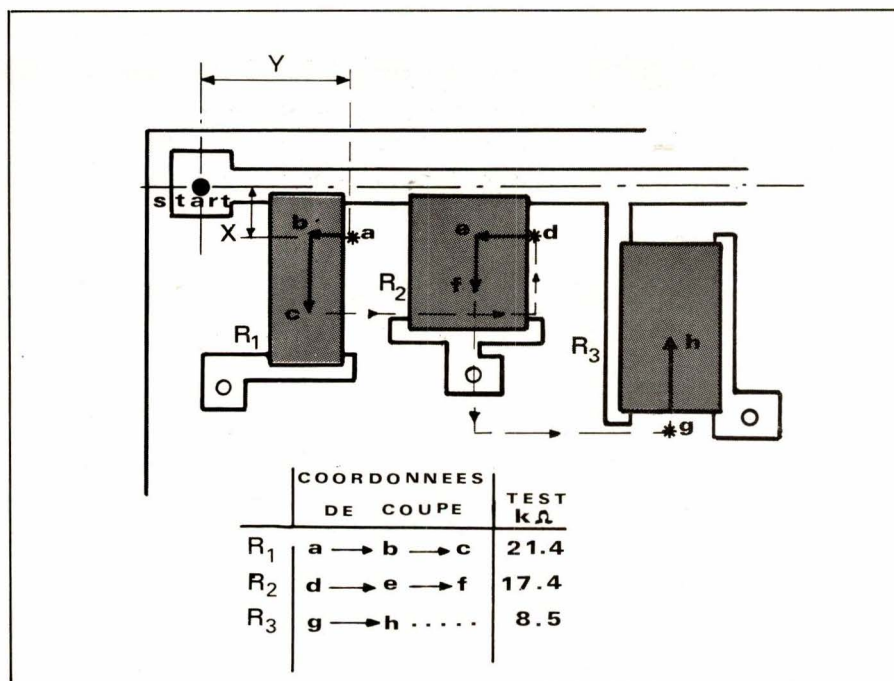 Y
start
X
b
a
e
d
c
R₁
R₂
f
R₃
h
g
COORDONNEES
DE COUPE
TEST
kΩ
R₁ a → b → c 21.4
R₂ d → e → f 17.4
R₃ g → h ..... 8.5